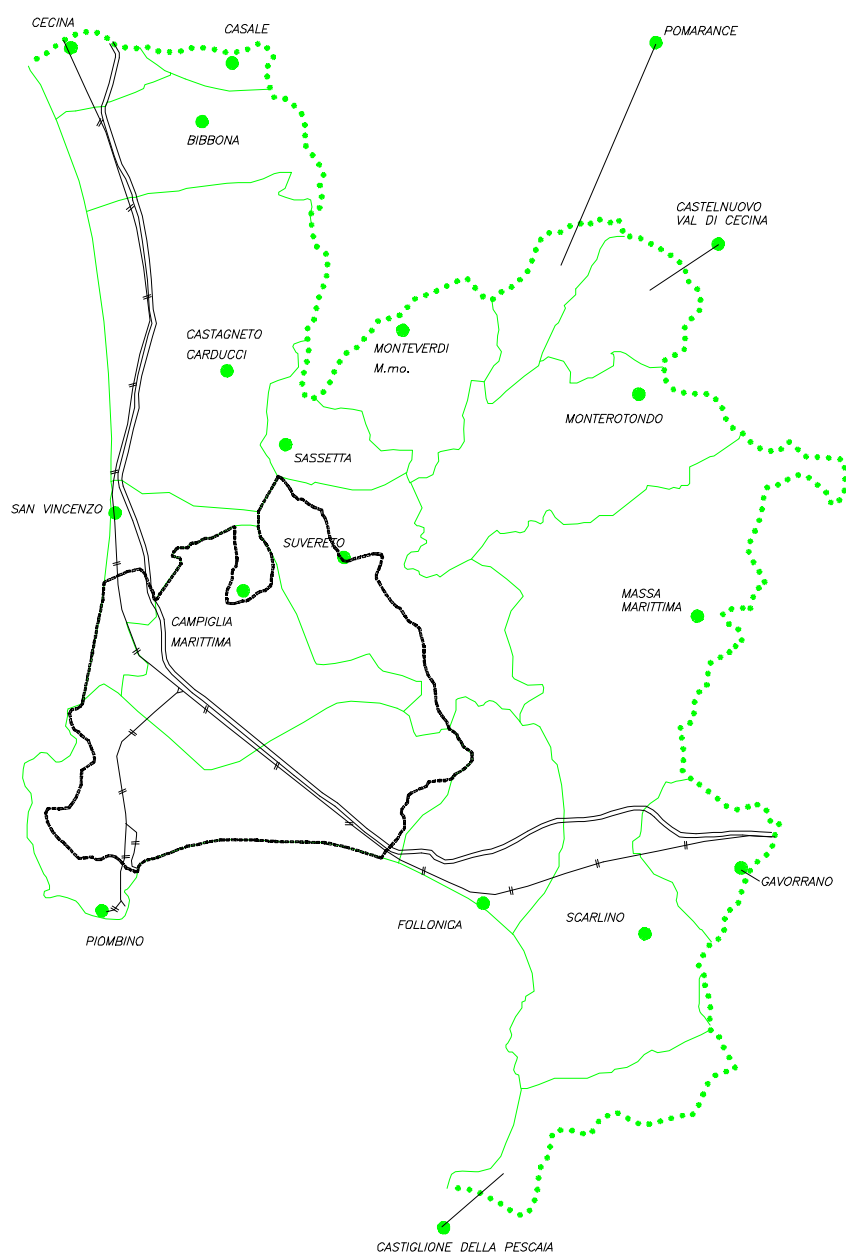 CECINA
CASALE
POMARANCE
BIBBONA
CASTELNUOVO
VAL DI CECINA
CASTAGNETO
CARDUCCI
MONTEVERDI
M.mo.
MONTEROTONDO
SASSETTA
SAN VINCENZO
SUVERETO
MASSA
MARITTIMA
CAMPIGLIA
MARITTIMA
GAVORRANO
FOLLONICA
SCARLINO
PIOMBINO
CASTIGLIONE DELLA PESCAIA